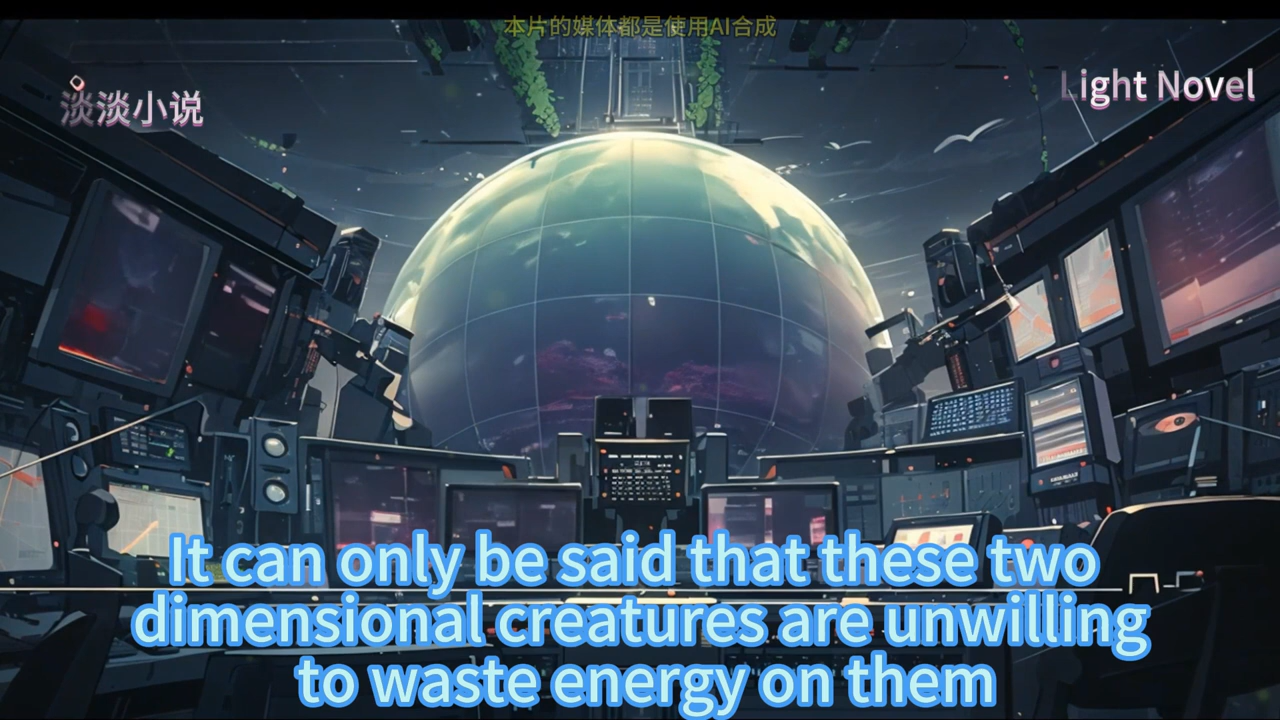 本片的媒体都是使用AI合成
淡淡小说
Light Novel
It can only be said that these two
dimensional creatures are unwilling
to waste energy on them